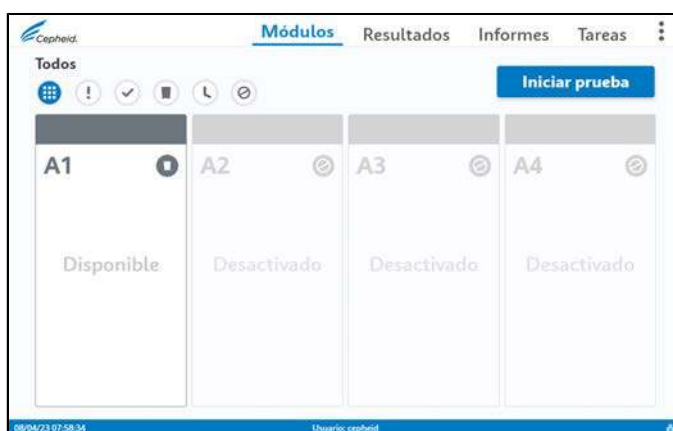 Cepheid.
Módulos Resultados Informes Tareas
Todos
Iniciar prueba
A1 A2 A3 A4
Disponible Desactivado Desactivado Desactivado
08/04/23 07:58:34 Usuario: cepheid